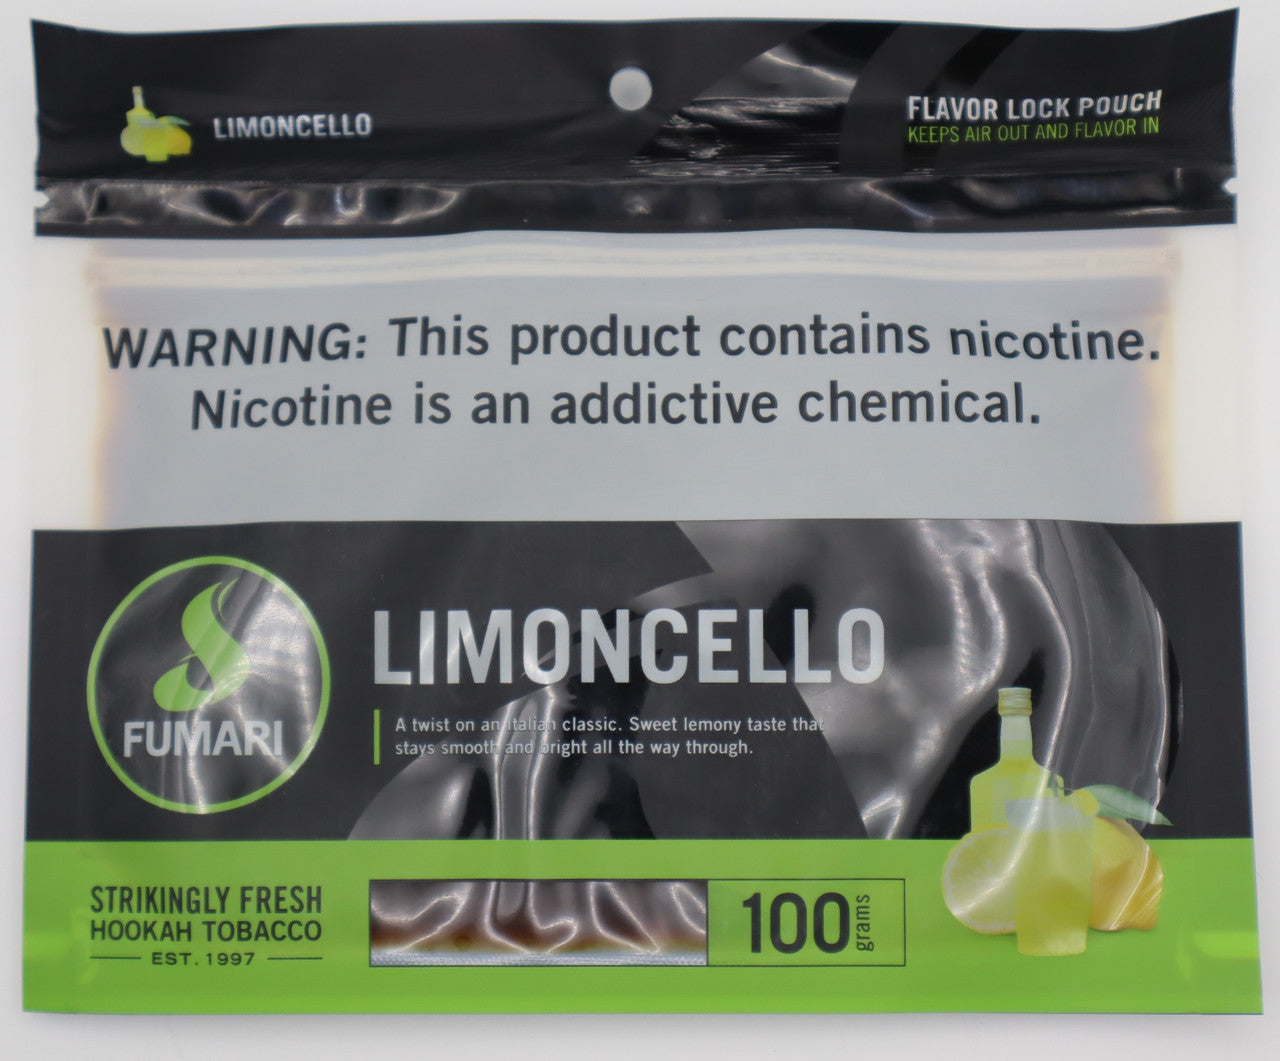 LIMONCELLO
FLAVOR LOCK POUCH
KEEPS AIR OUT AND FLAVOR IN
WARNING: This product contains nicotine.
Nicotine is an addictive chemical.
FUMARI
LIMONCELLO
A twist on an Italian classic. Sweet lemony taste that
stays smooth and bright all the way through.
STRIKINGLY FRESH
HOOKAH TOBACCO
EST. 1997
100 grams